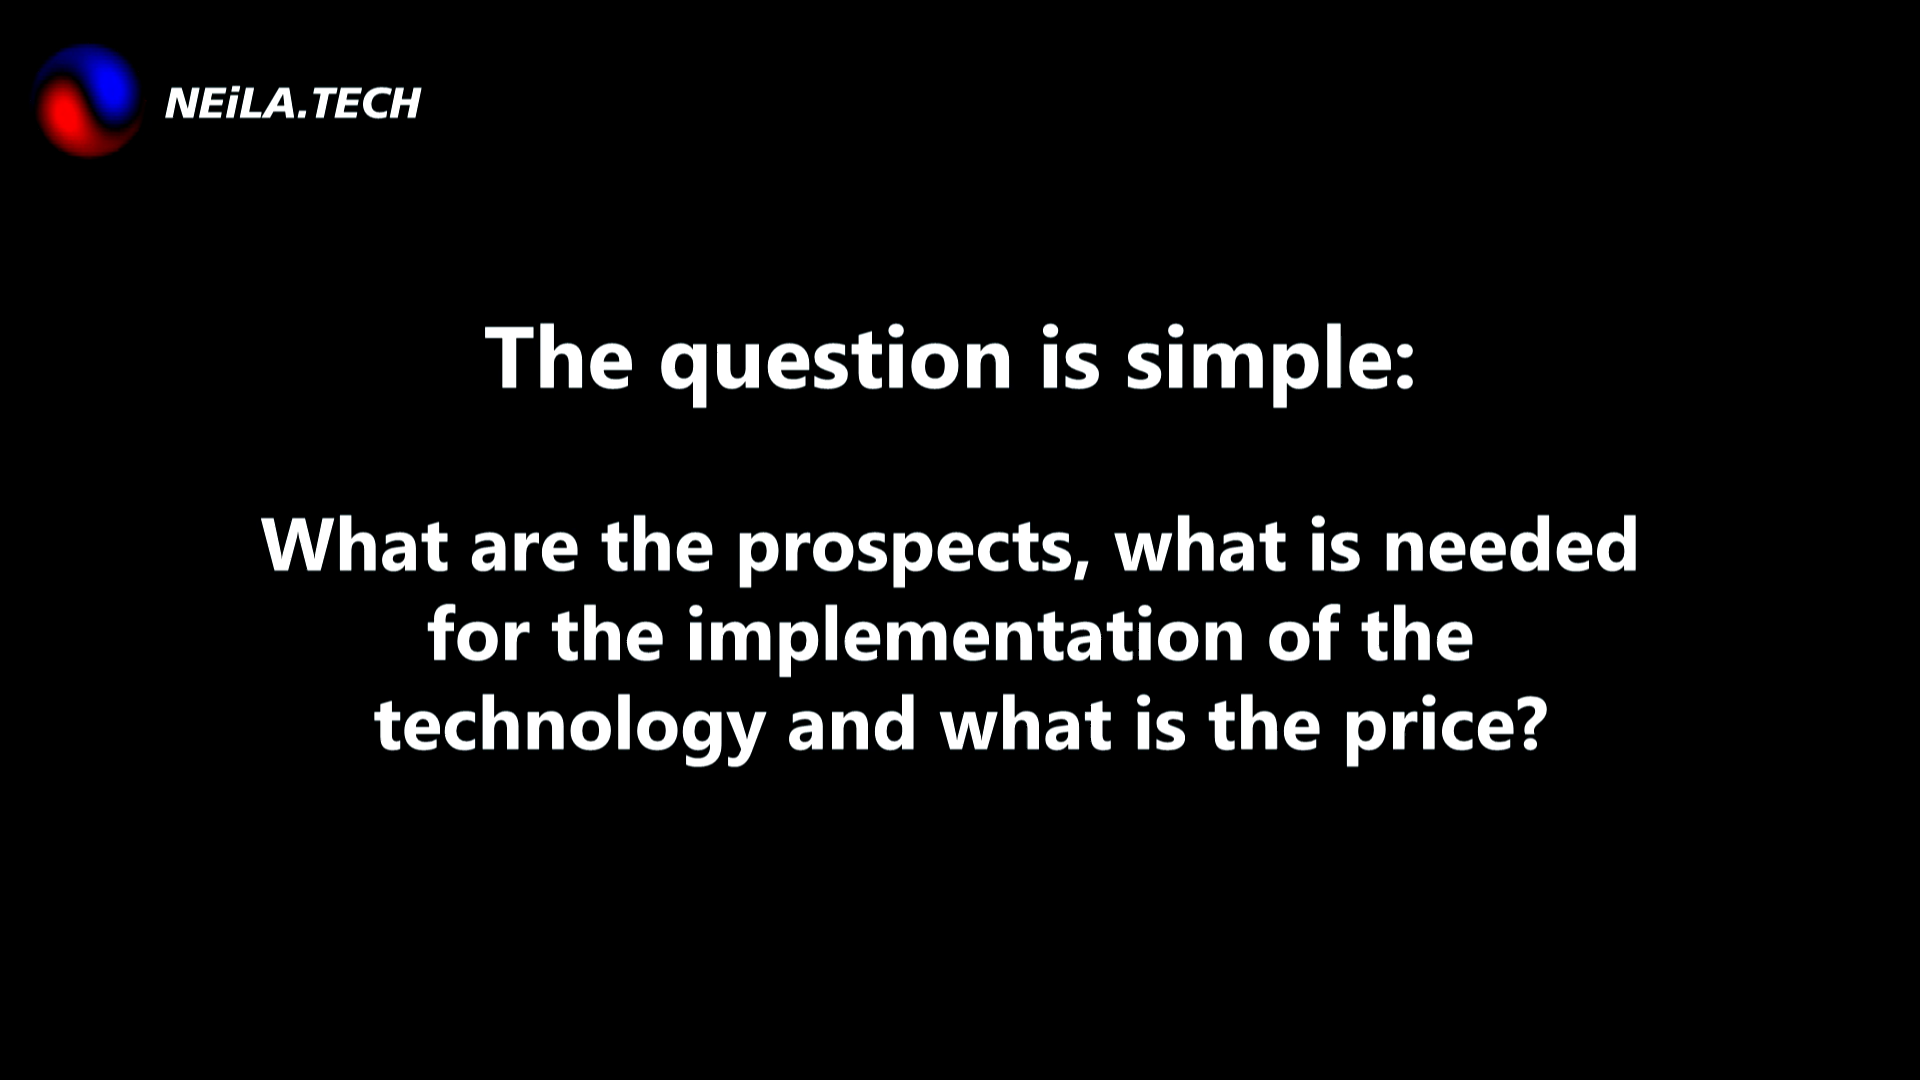 NEiLA.TECH
The question is simple:
What are the prospects, what is needed
for the implementation of the
technology and what is the price?